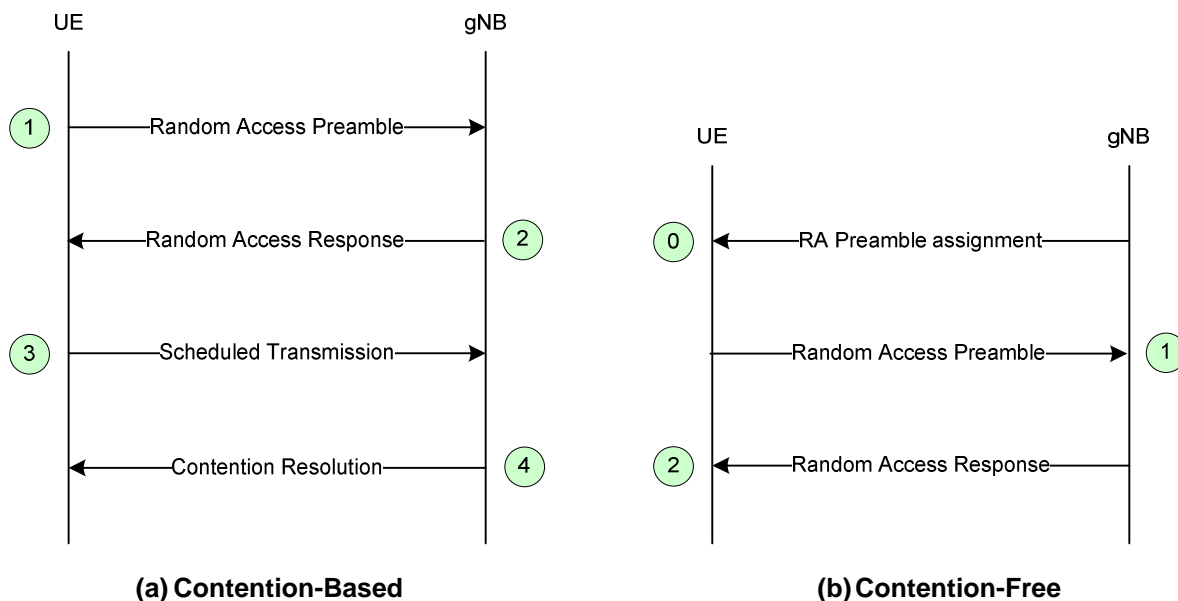 UE gNB
1 Random Access Preamble
Random Access Response 2
3 Scheduled Transmission
Contention Resolution 4
(a) Contention-Based
UE gNB
0 RA Preamble assignment
Random Access Preamble 1
2 Random Access Response
(b) Contention-Free